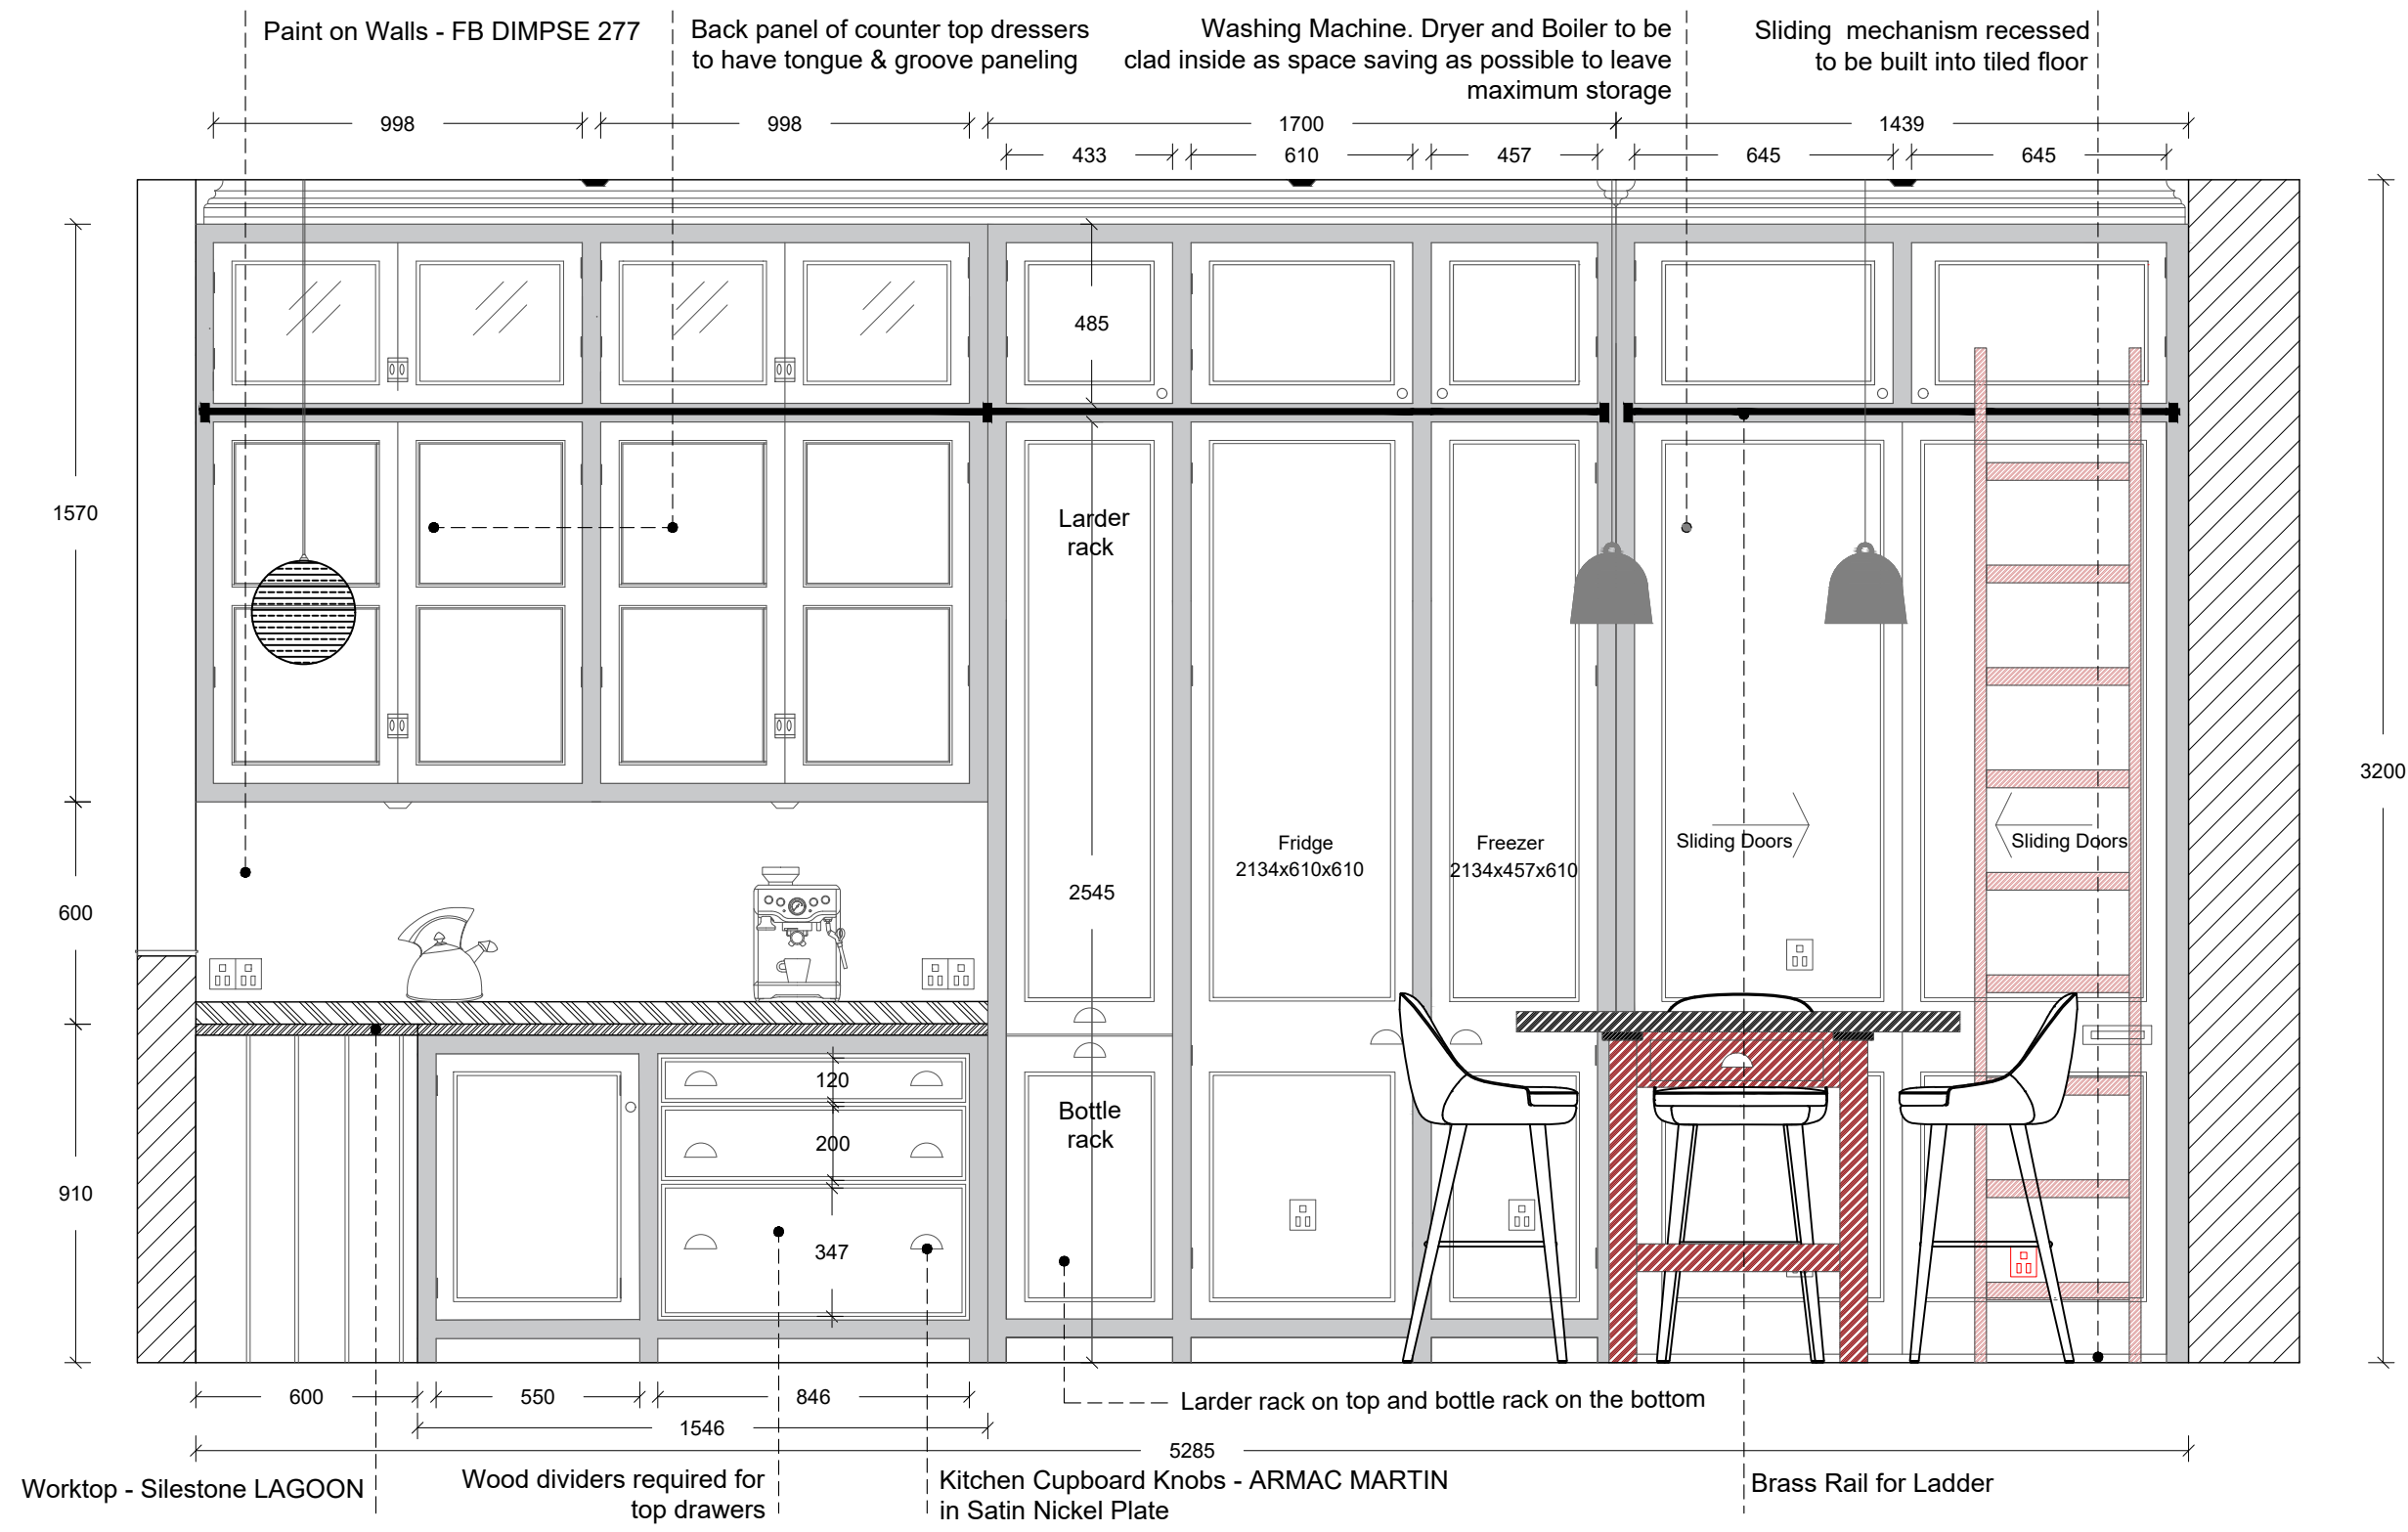 Paint on Walls - FB DIMPSE 277
Back panel of counter top dressers
to have tongue & groove paneling
Washing Machine. Dryer and Boiler to be
clad inside as space saving as possible to leave
maximum storage
Sliding mechanism recessed
to be built into tiled floor
998
998
1700
1439
433
610
457
645
645
485
1570
Larder
rack
3200
Sliding Doors
Sliding Doors
Fridge
2134x610x610
Freezer
2134x457x610
2545
600
120
Bottle
rack
200
910
347
600
550
846
Larder rack on top and bottle rack on the bottom
1546
5285
Worktop - Silestone LAGOON
Wood dividers required for
top drawers
Kitchen Cupboard Knobs - ARMAC MARTIN
in Satin Nickel Plate
Brass Rail for Ladder